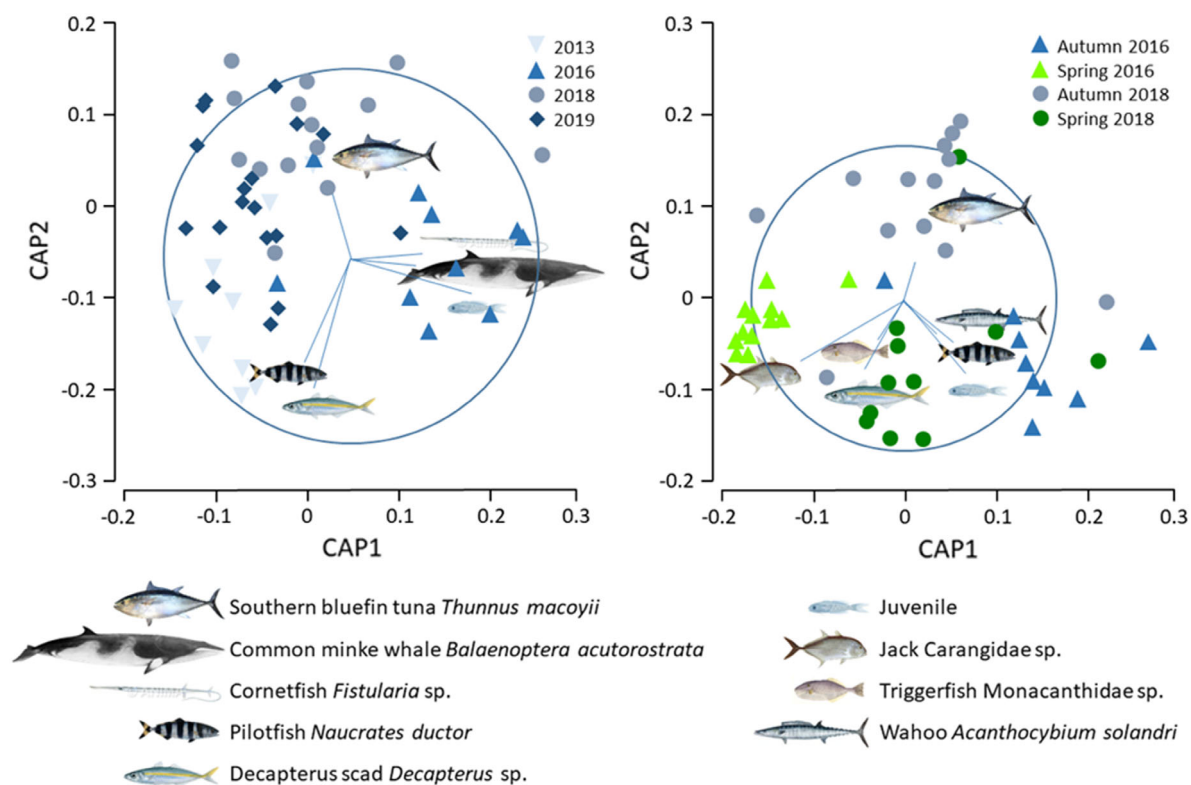 0.2
0.1
0
-0.1
-0.2
-0.3
CAP2
-0.2
-0.1
0
0.1
0.2
0.3
CAP1
2013
2016
2018
2019
0.3
0.2
0.1
0
-0.1
-0.2
CAP2
-0.2
-0.1
0
0.1
0.2
0.3
CAP1
Autumn 2016
Spring 2016
Autumn 2018
Spring 2018
Southern bluefin tuna Thunnus macoyii
Common minke whale Balaenoptera acutorostrata
Cornetfish Fistularia sp.
Pilotfish Naucrates ductor
Decapterus scad Decapterus sp.
Juvenile
Jack Carangidae sp.
Triggerfish Monacanthidae sp.
Wahoo Acanthocybium solandri